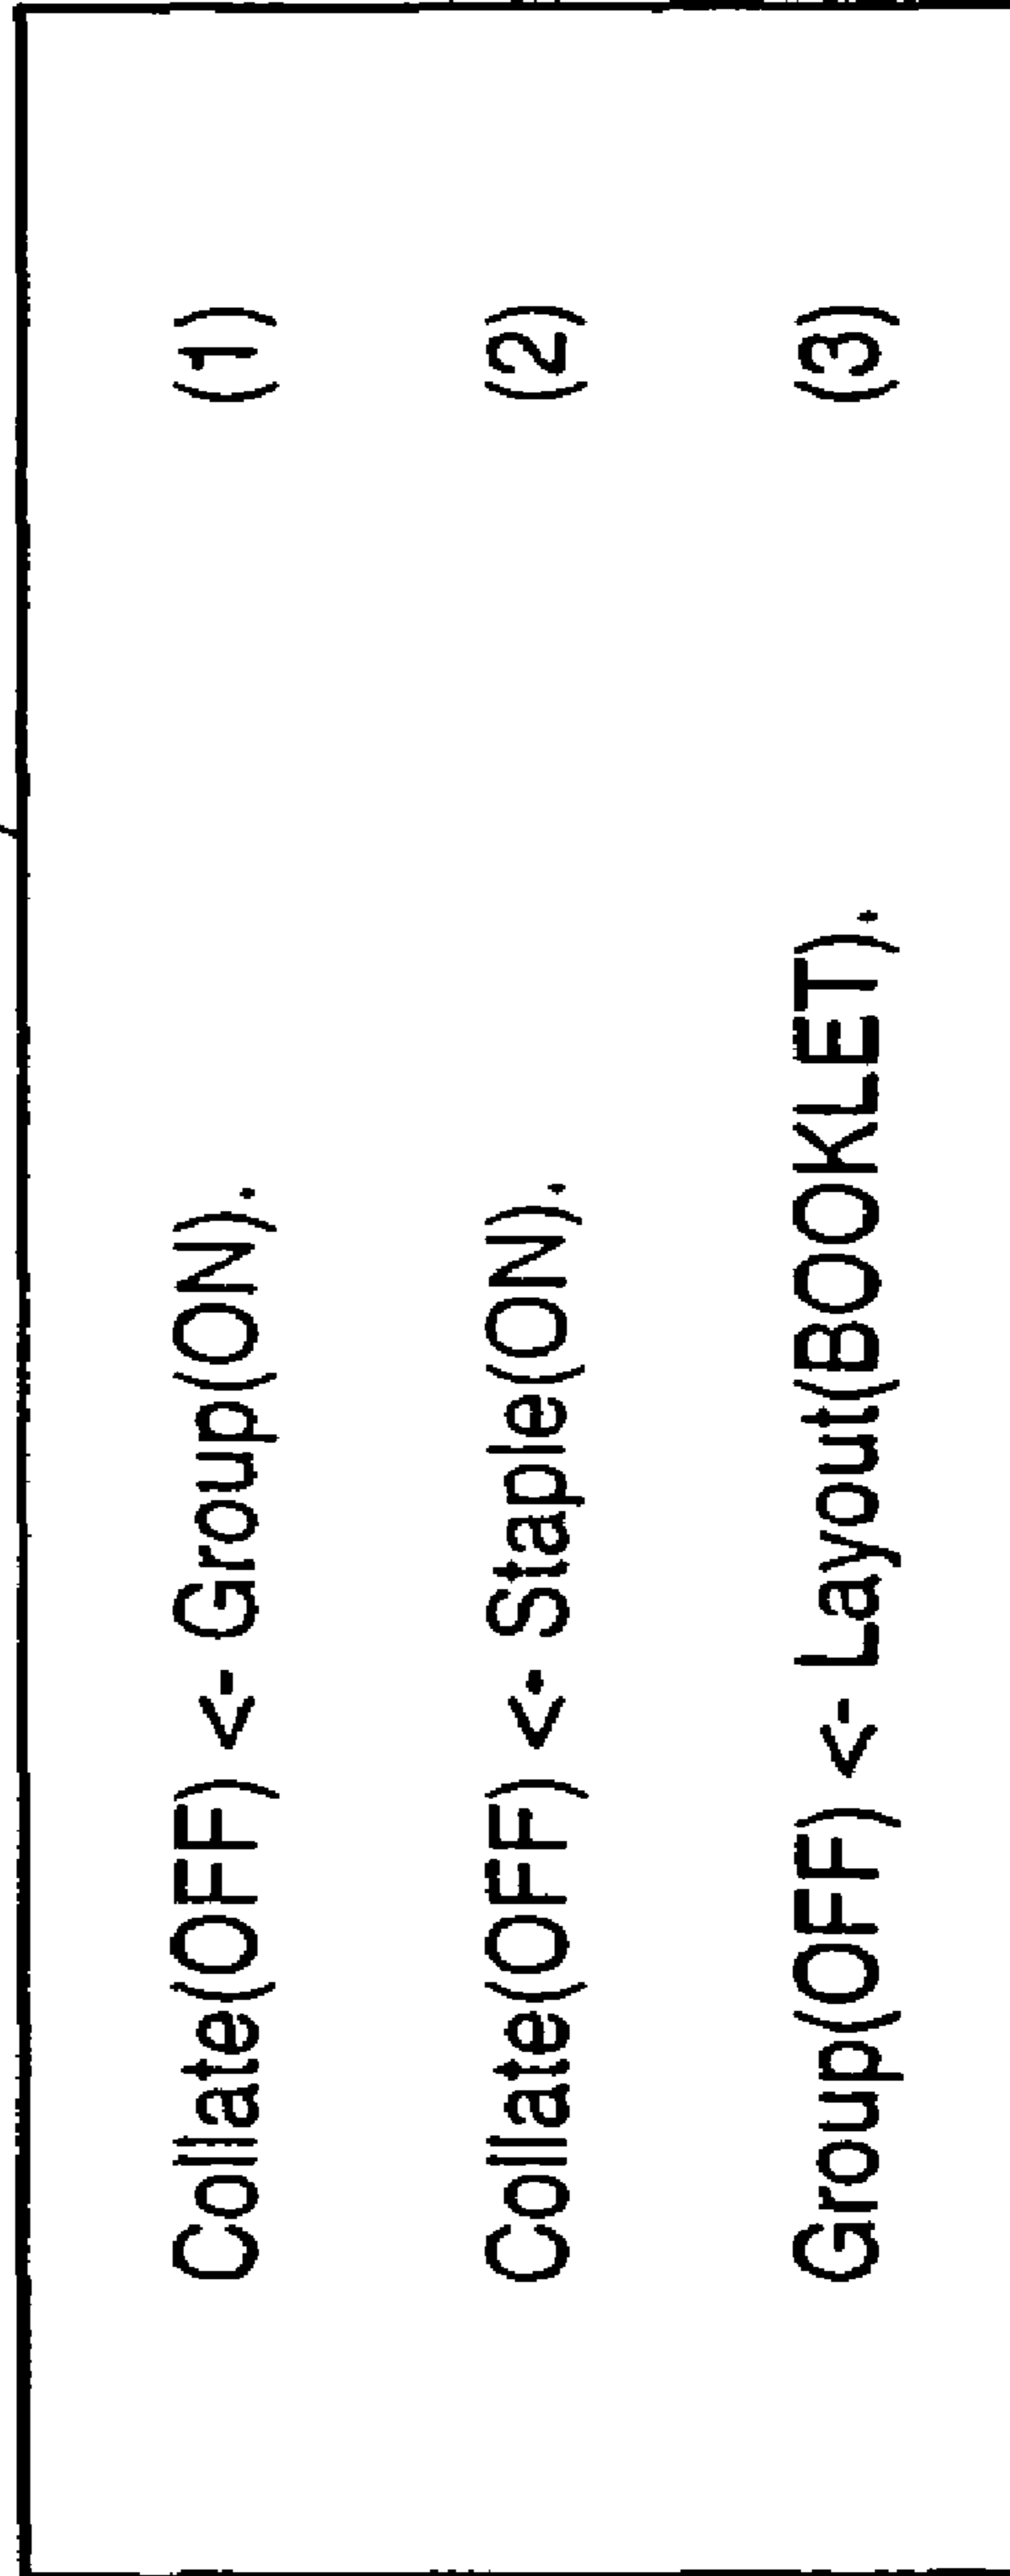 Collate(OFF) <- Group(ON). (1)
Collate(OFF) <- Staple(ON). (2)
Group(OFF) <- Layout(BOOKLET). (3)